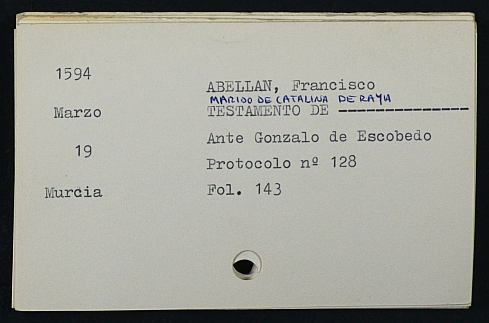 1594
Marzo
19
Murcia
ABELLAN, Francisco
MARIDO DE CATALINA DE RAYA
TESTAMENTO DE ---------------
Ante Gonzalo de Escobedo
Protocolo nº 128
Fol. 143